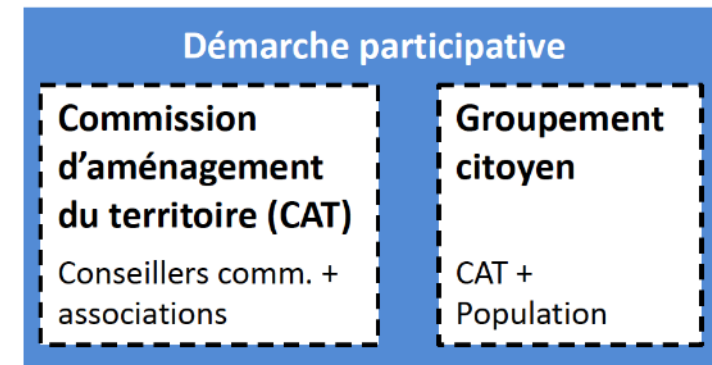 Démarche participative
Commission
d'aménagement
du territoire (CAT)
Conseillers comm. +
associations
Groupement
citoyen
CAT +
Population